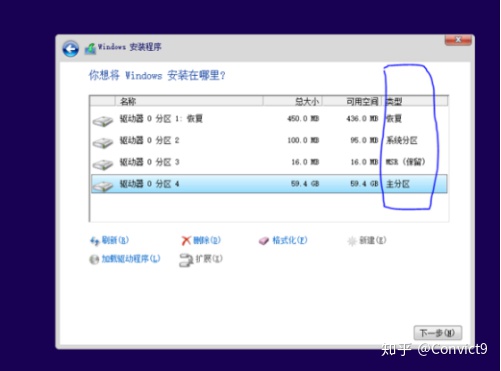 Windows 安装程序
你想将 Windows 安装在哪里?
名称 总大小 可用空间 类型
驱动器 0 分区 1: 恢复 450.0 MB 436.0 MB 恢复
驱动器 0 分区 2 100.0 MB 95.0 MB 系统分区
驱动器 0 分区 3 16.0 MB 16.0 MB MSR (保留)
驱动器 0 分区 4 59.4 GB 59.4 GB 主分区
刷新(R) 删除(D) 格式化(F) 新建(E)
加载驱动程序(L) 扩展(X)
下一步(N)
知乎 @Convict9